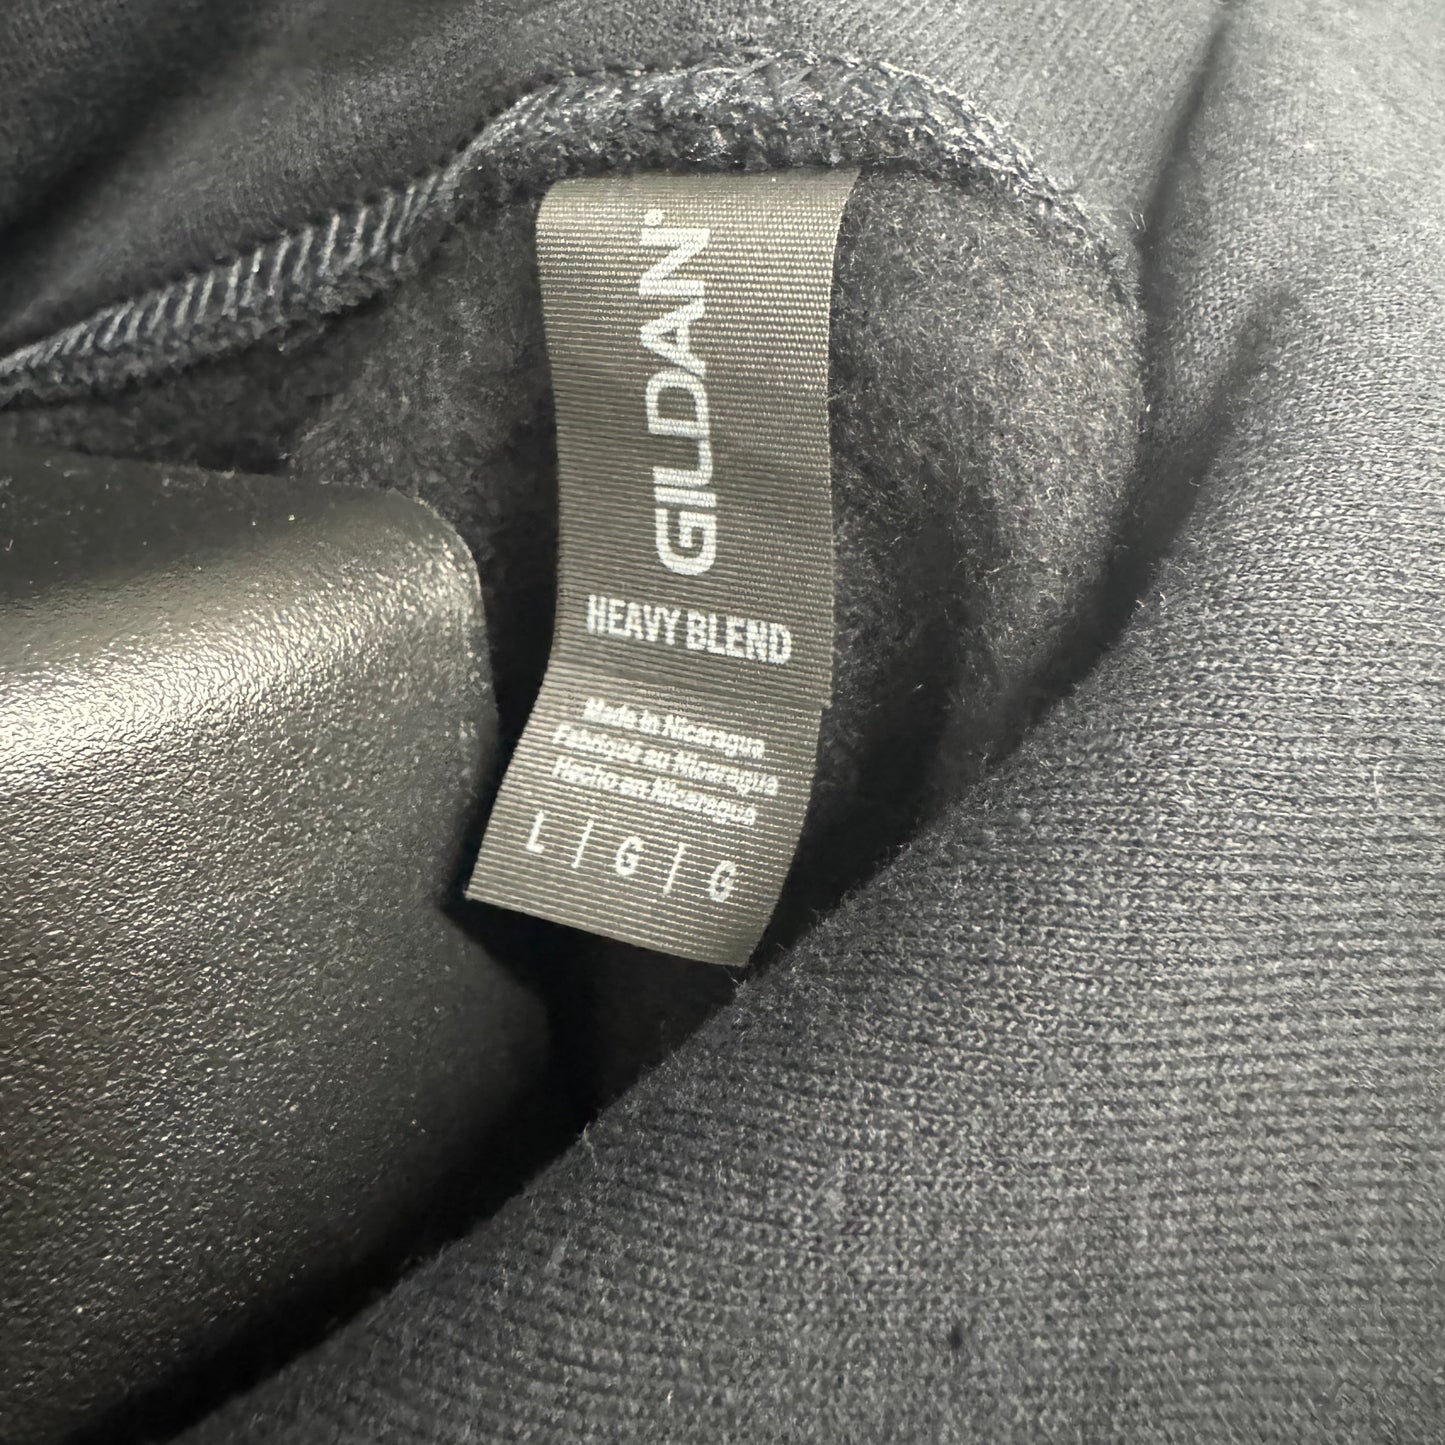 GILDAN®
HEAVY BLEND
Made in Nicaragua
Fabriqué au Nicaragua
Hecho en Nicaragua
L | G | G